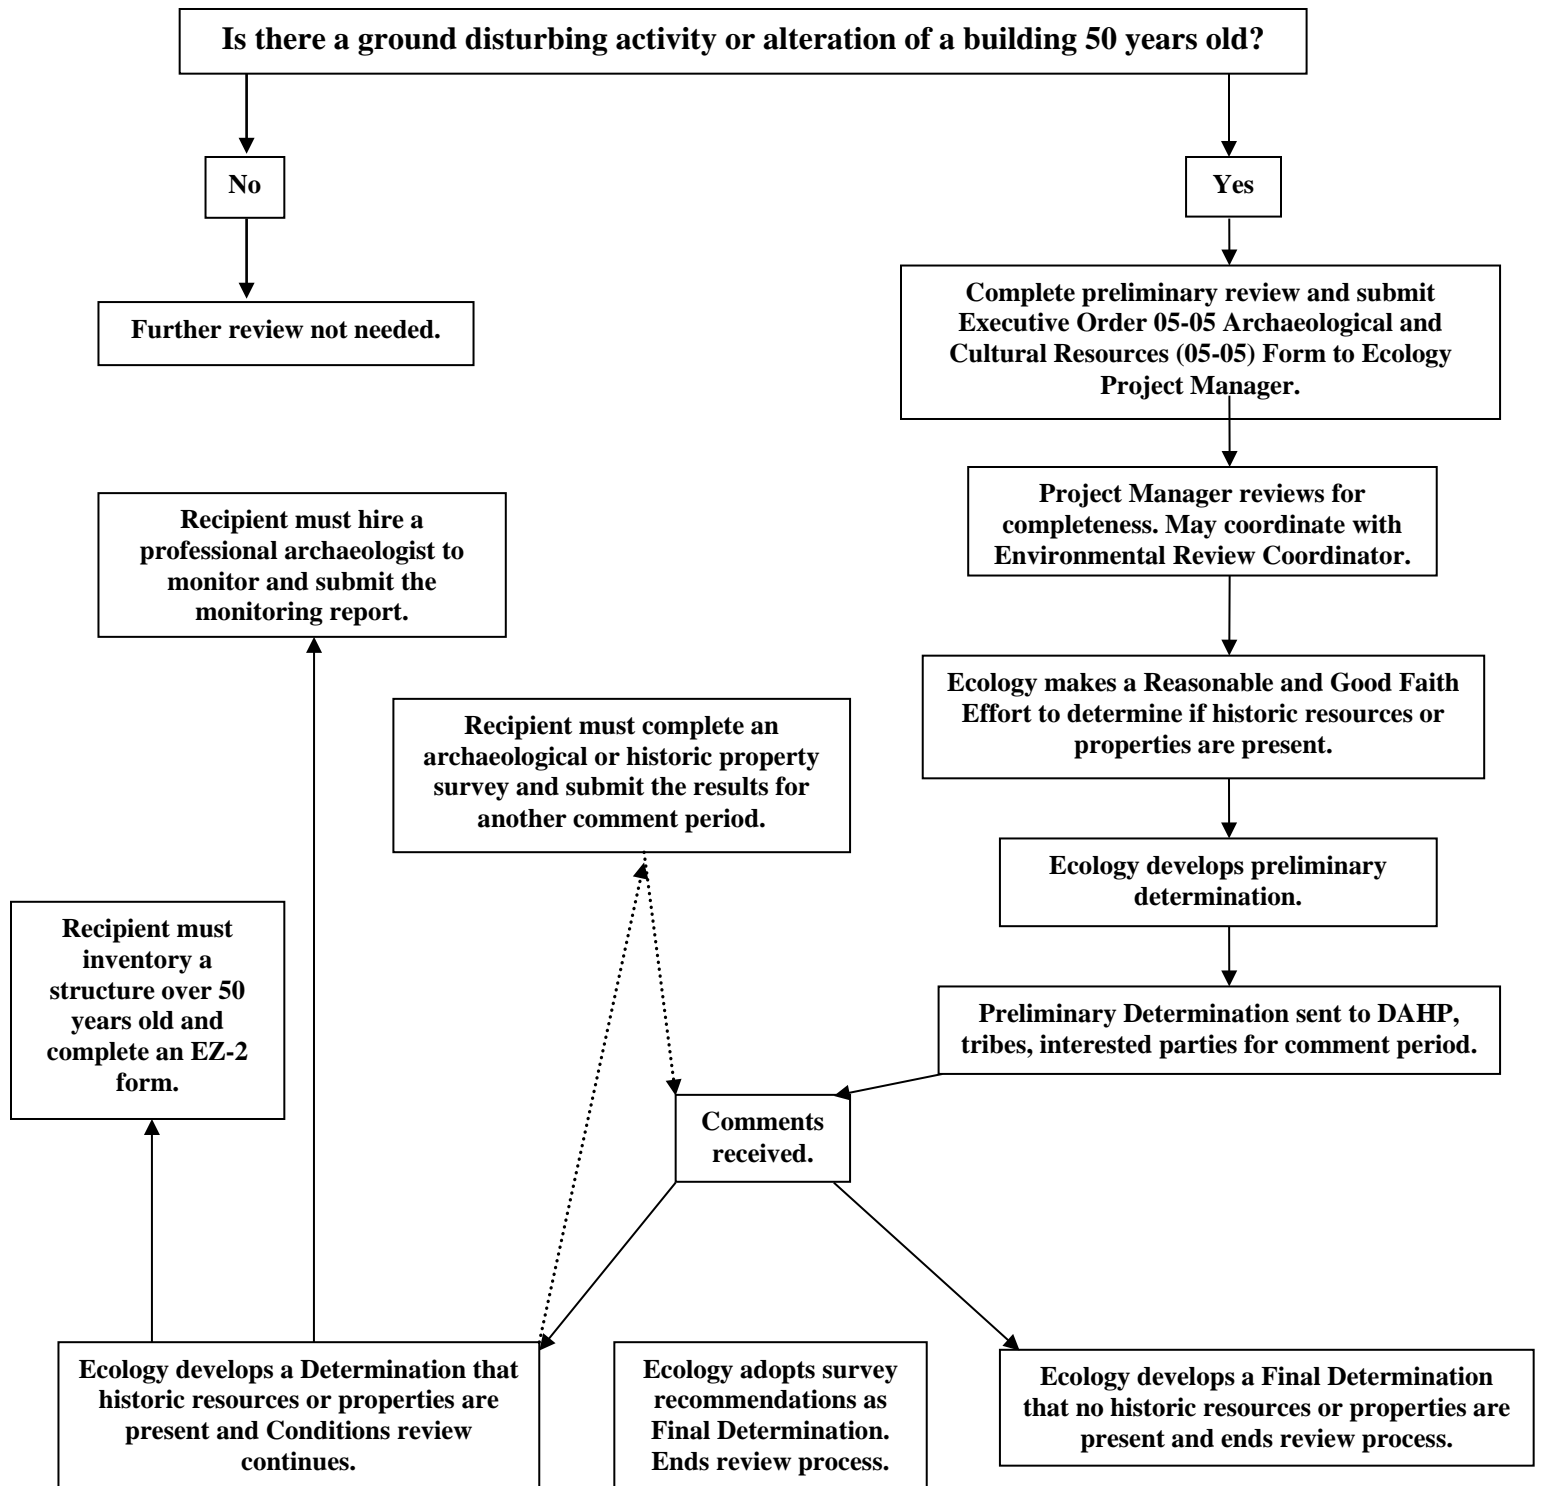 Is there a ground disturbing activity or alteration of a building 50 years old?
No
Yes
Further review not needed.
Complete preliminary review and submit
Executive Order 05-05 Archaeological and
Cultural Resources (05-05) Form to Ecology
Project Manager.
Project Manager reviews for
completeness. May coordinate with
Environmental Review Coordinator.
Recipient must hire a
professional archaeologist to
monitor and submit the
monitoring report.
Ecology makes a Reasonable and Good Faith
Effort to determine if historic resources or
properties are present.
Recipient must complete an
archaeological or historic property
survey and submit the results for
another comment period.
Ecology develops preliminary
determination.
Recipient must
inventory a
structure over 50
years old and
complete an EZ-2
form.
Preliminary Determination sent to DAHP,
tribes, interested parties for comment period.
Comments
received.
Ecology develops a Determination that
historic resources or properties are
present and Conditions review
continues.
Ecology adopts survey
recommendations as
Final Determination.
Ends review process.
Ecology develops a Final Determination
that no historic resources or properties are
present and ends review process.